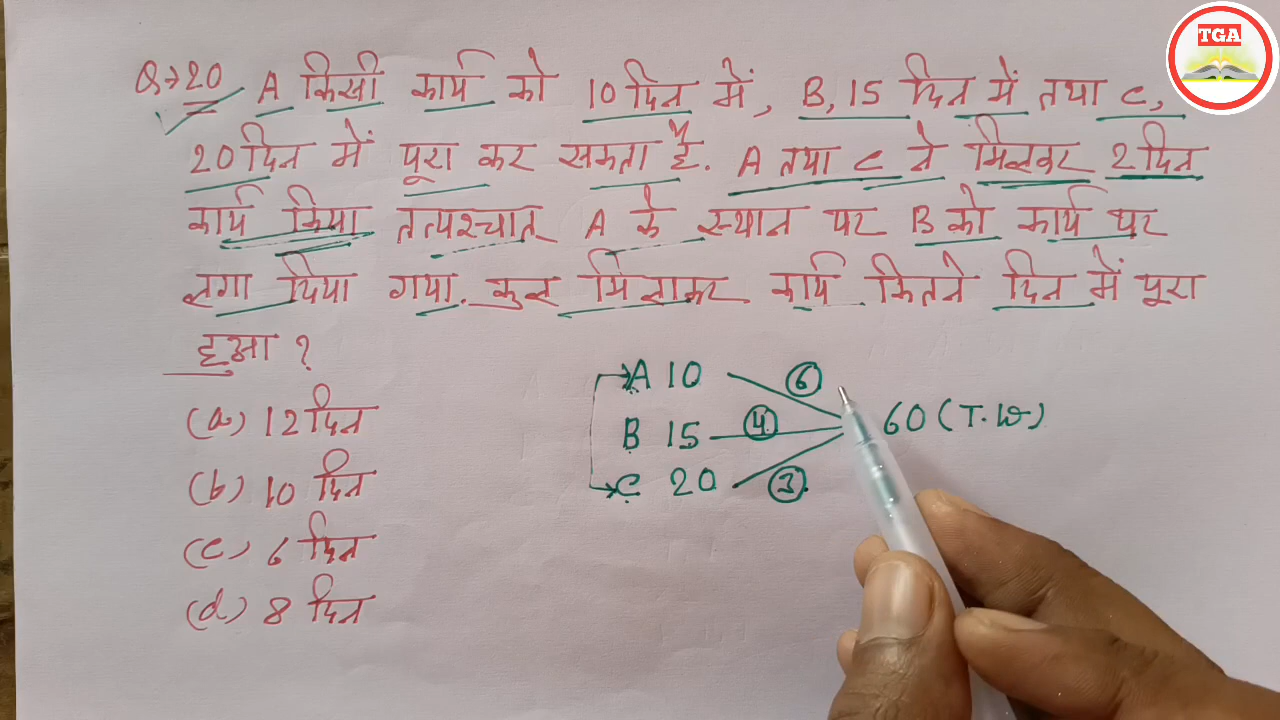 TGA
Q→20 A किसी कार्य को 10 दिन में, B, 15 दिन में तथा C,
20 दिन में पूरा कर सकता है. A तथा C ने मिलकर 2 दिन
कार्य किया तत्पश्चात् A के स्थान पर B को कार्य पर
लगा दिया गया. कुल मिलाकर कार्य कितने दिन में पूरा
हुआ ?
(a) 12 दिन
(b) 10 दिन
(c) 6 दिन
(d) 8 दिन
A 10 6
B 15 4 60 (T.W)
C 20 3